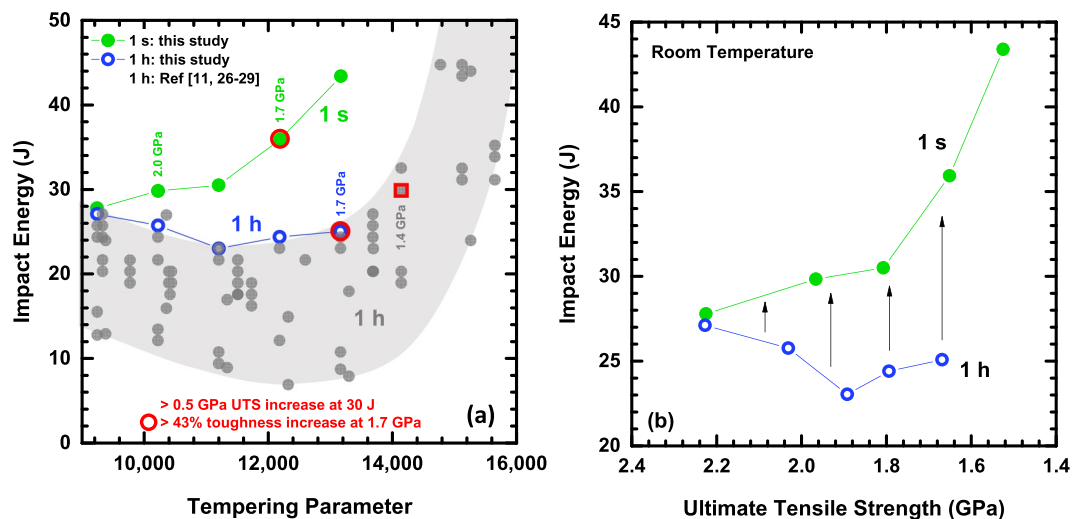 50
40
30
20
10
0
Impact Energy (J)
1 s: this study
1 h: this study
1 h: Ref [11, 26-29]
2.0 GPa
1.7 GPa
1 s
1.7 GPa
1 h
1.4 GPa
1 h
> 0.5 GPa UTS increase at 30 J
> 43% toughness increase at 1.7 GPa
(a)
10,000 12,000 14,000 16,000
Tempering Parameter
45
40
35
30
25
20
Impact Energy (J)
Room Temperature
1 s
1 h
(b)
2.4 2.2 2.0 1.8 1.6 1.4
Ultimate Tensile Strength (GPa)